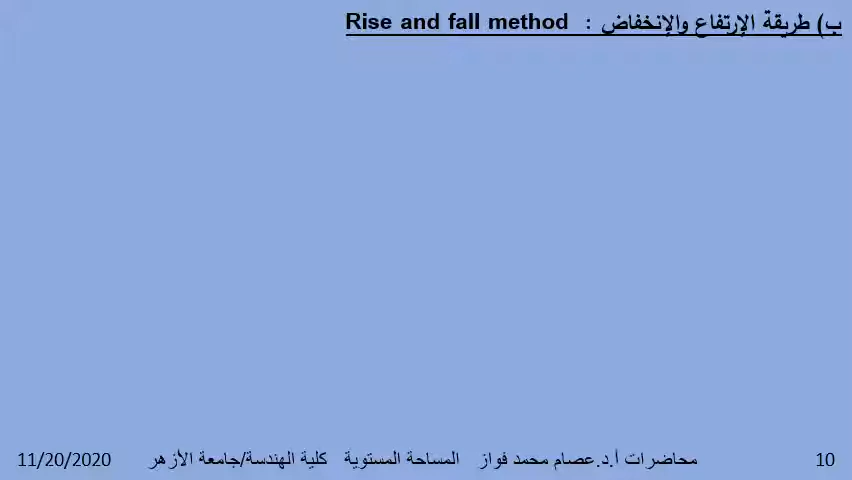 ب) طريقة الإرتفاع والإنخفاض : Rise and fall method
11/20/2020 محاضرات أ.د.عصام محمد فواز المساحة المستوية كلية الهندسة/جامعة الأزهر 10